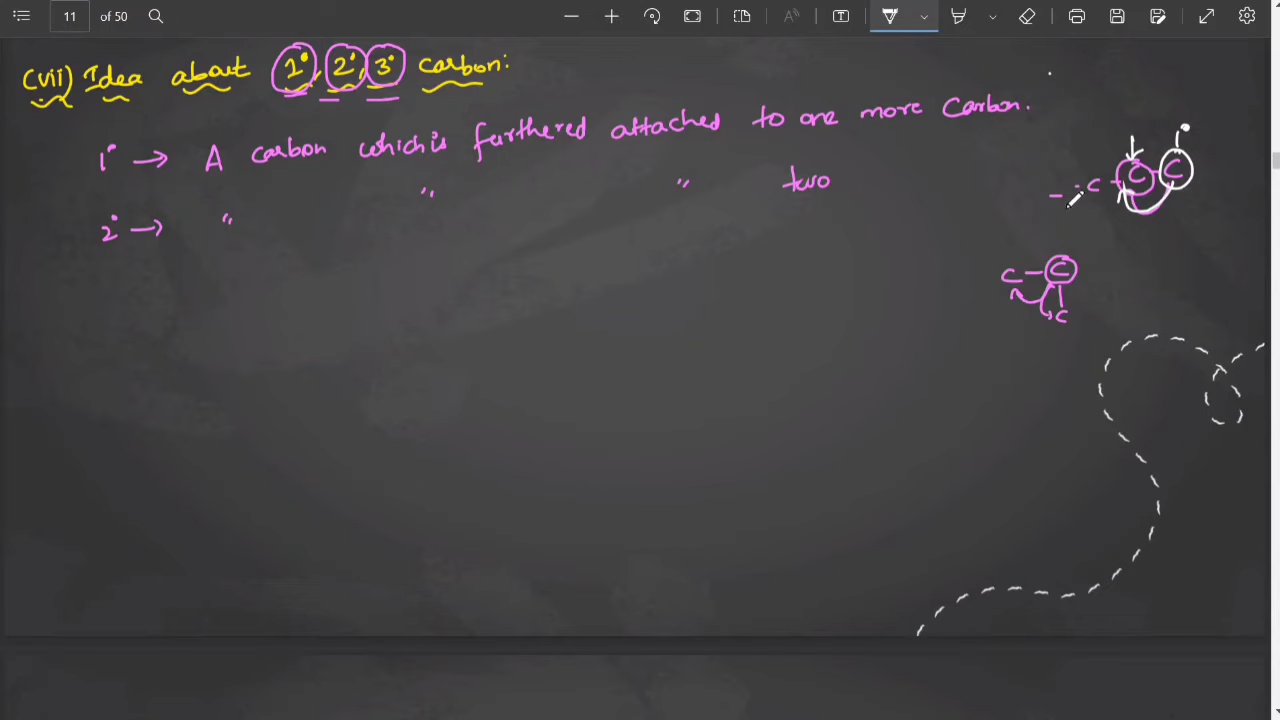 11 of 50
(vii) Idea about 1°, 2°, 3° carbon:
1° → A carbon which is furthered attached to one more Carbon.
2° → " " " two
1°
- C - C - C
C - C
C